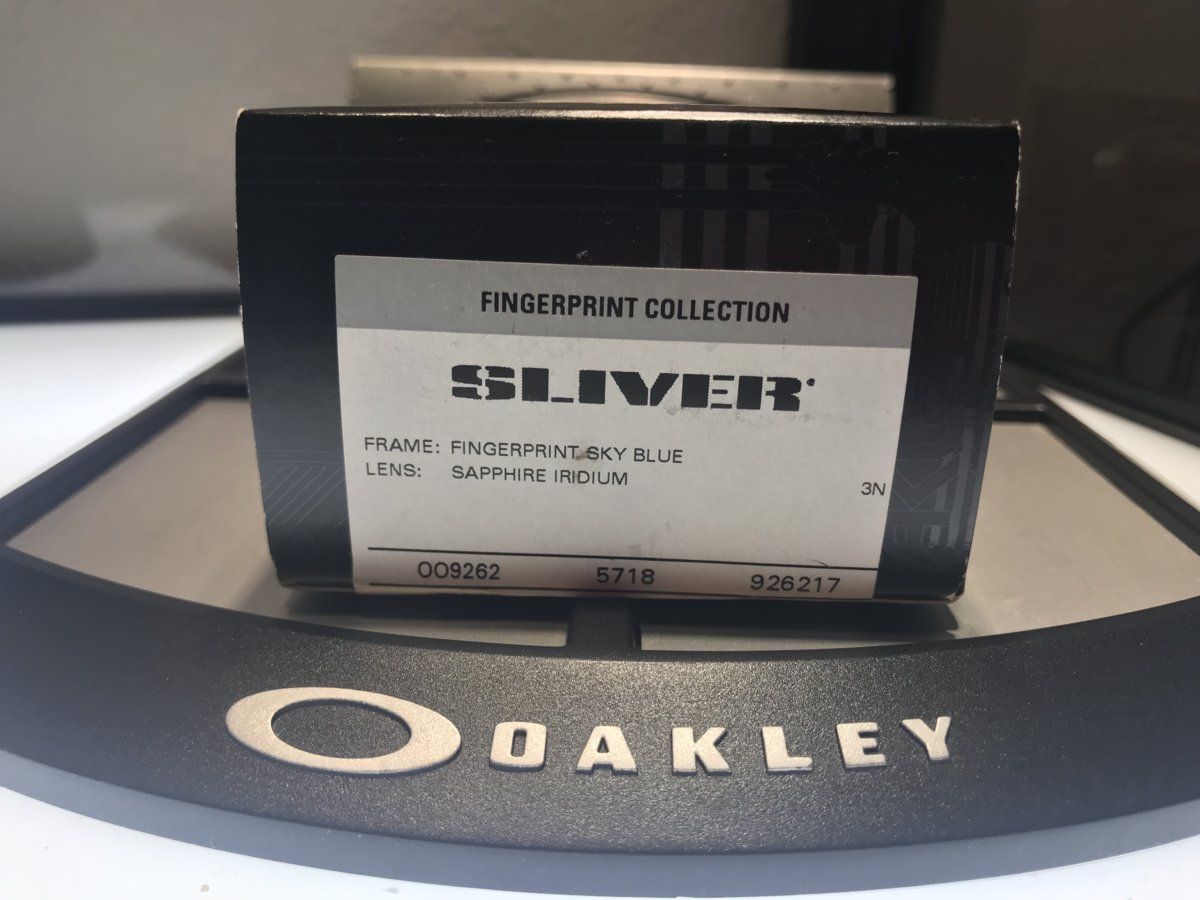 FINGERPRINT COLLECTION
SLIVER
FRAME: FINGERPRINT SKY BLUE
LENS: SAPPHIRE IRIDIUM
3N
OO9262 5718 926217
OAKLEY